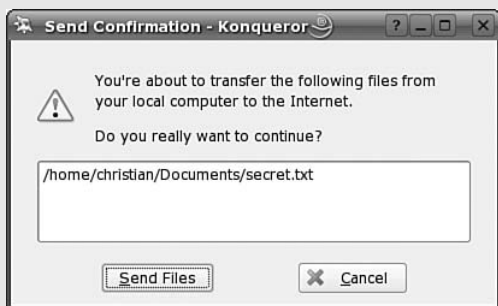 Send Confirmation - Konqueror
You're about to transfer the following files from
your local computer to the Internet.
Do you really want to continue?
/home/christian/Documents/secret.txt
Send Files
Cancel